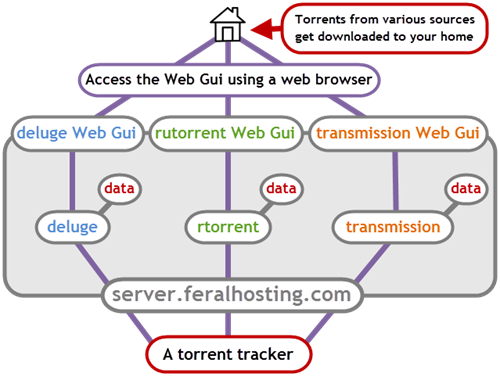 Torrents from various sources
get downloaded to your home
Access the Web Gui using a web browser
deluge Web Gui
rutorrent Web Gui
transmission Web Gui
data
data
data
deluge
rtorrent
transmission
server.feralhosting.com
A torrent tracker